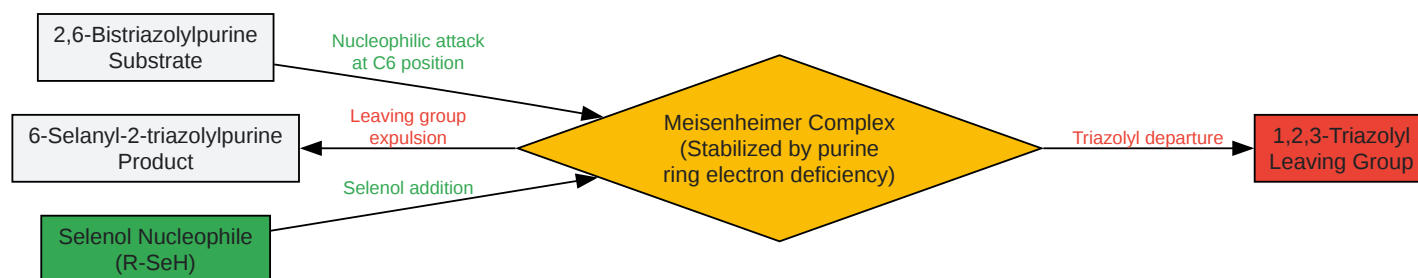 2,6-Bistriazolylpurine
Substrate
Nucleophilic attack
at C6 position
6-Selanyl-2-triazolylpurine
Product
Leaving group
expulsion
Selenol addition
Selenol Nucleophile
(R-SeH)
Meisenheimer Complex
(Stabilized by purine
ring electron deficiency)
Triazolyl departure
1,2,3-Triazolyl
Leaving Group